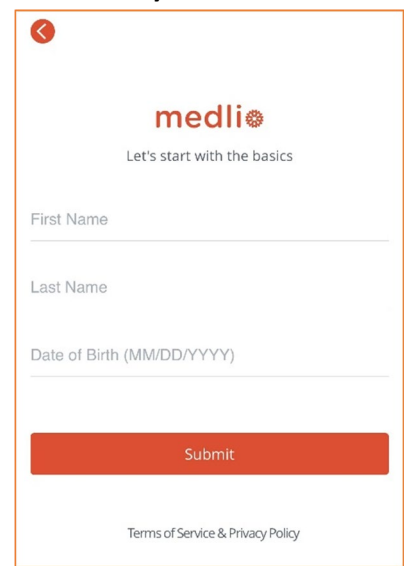 medlio
Let's start with the basics
First Name
Last Name
Date of Birth (MM/DD/YYYY)
Submit
Terms of Service & Privacy Policy